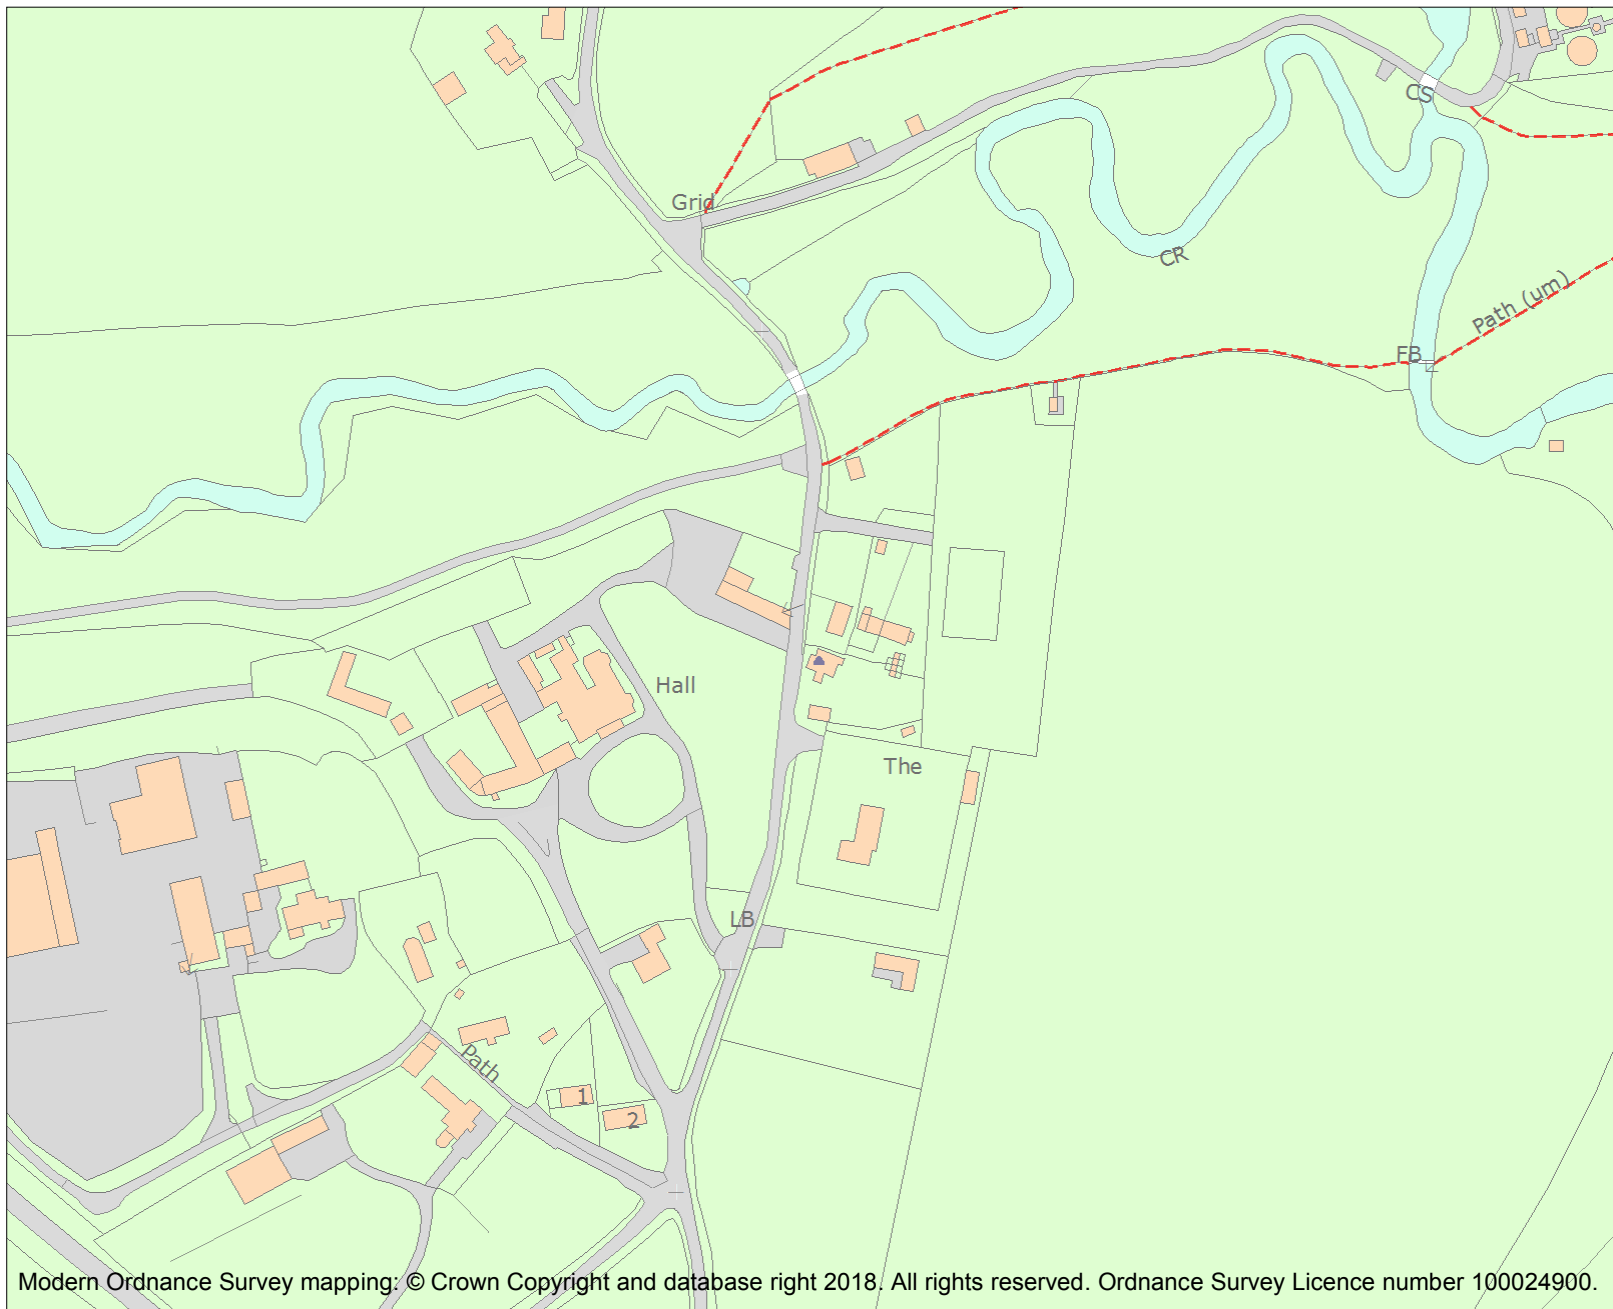 CS
Grid
CR
Path (um)
FB
Hall
The
LB
Path
1
2
Modern Ordnance Survey mapping: © Crown Copyright and database right 2018. All rights reserved. Ordnance Survey Licence number 100024900.